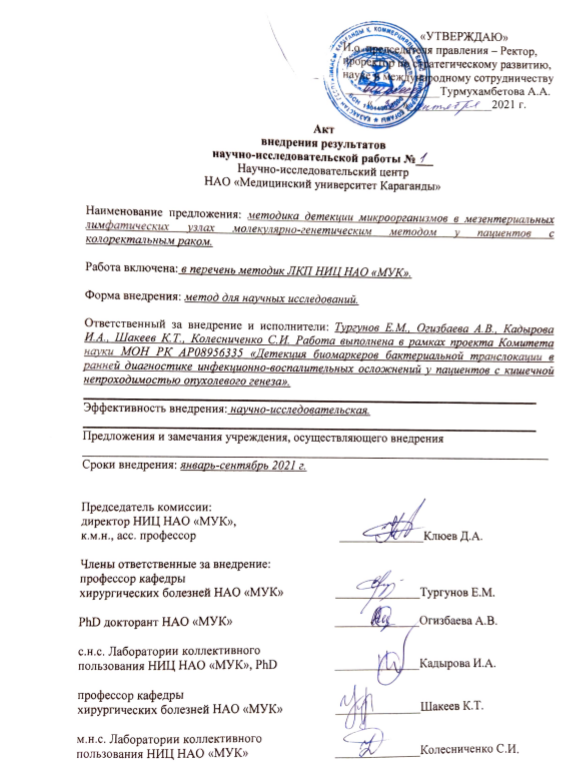 «УТВЕРЖДАЮ»
И.о. председателя правления – Ректор,
проректор по стратегическому развитию,
науке и международному сотрудничеству
Турмухамбетова А.А.
2021 г.
Акт
внедрения результатов
научно-исследовательской работы № 1
Научно-исследовательский центр
НАО «Медицинский университет Караганды»
Наименование предложения: методика детекции микроорганизмов в мезентериальных
лимфатических узлах молекулярно-генетическим методом у пациентов с
колоректальным раком.
Работа включена: в перечень методик ЛКП НИЦ НАО «МУК».
Форма внедрения: метод для научных исследований.
Ответственный за внедрение и исполнители: Тургунов Е.М., Огизбаева А.В., Кадырова
И.А., Шакеев К.Т., Колесниченко С.И. Работа выполнена в рамках проекта Комитета
науки МОН РК АР08956335 «Детекция биомаркеров бактериальной транслокации в
ранней диагностике инфекционно-воспалительных осложнений у пациентов с кишечной
непроходимостью опухолевого генеза».
Эффективность внедрения: научно-исследовательская.
Предложения и замечания учреждения, осуществляющего внедрения
Сроки внедрения: январь-сентябрь 2021 г.
Председатель комиссии:
директор НИЦ НАО «МУК»,
к.м.н., асс. профессор Клюев Д.А.
Члены ответственные за внедрение:
профессор кафедры
хирургических болезней НАО «МУК» Тургунов Е.М.
PhD докторант НАО «МУК» Огизбаева А.В.
с.н.с. Лаборатории коллективного
пользования НИЦ НАО «МУК», PhD Кадырова И.А.
профессор кафедры
хирургических болезней НАО «МУК» Шакеев К.Т.
м.н.с. Лаборатории коллективного
пользования НИЦ НАО «МУК» Колесниченко С.И.